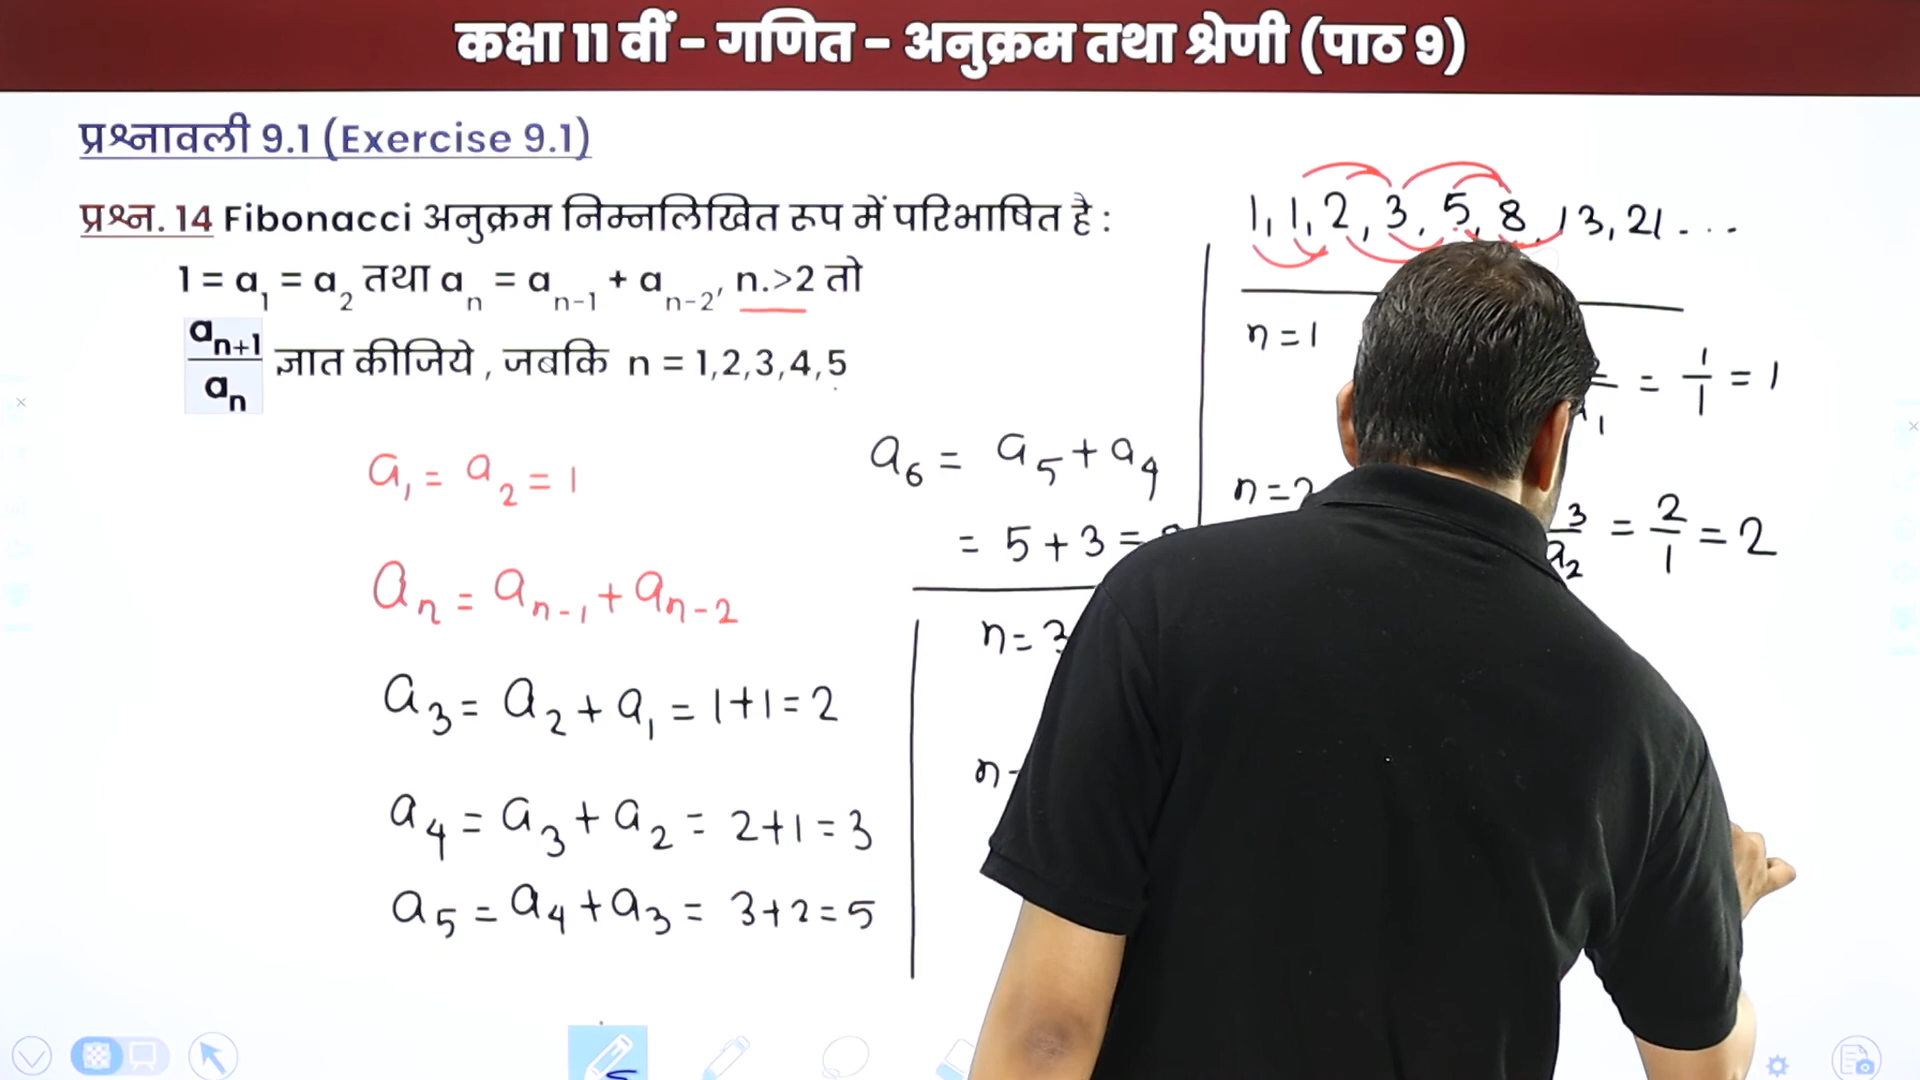 कक्षा 11 वीं - गणित - अनुक्रम तथा श्रेणी (पाठ 9)
प्रश्नावली 9.1 (Exercise 9.1)
प्रश्न. 14 Fibonacci अनुक्रम निम्नलिखित रूप में परिभाषित है :
1 = a₁ = a₂ तथा aₙ = aₙ₋₁ + aₙ₋₂, n.>2 तो
aₙ₊₁
aₙ
ज्ञात कीजिये , जबकि n = 1,2,3,4,5
a₁ = a₂ = 1
aₙ = aₙ₋₁ + aₙ₋₂
a₃ = a₂ + a₁ = 1+1=2
a₄ = a₃ + a₂ = 2+1=3
a₅ = a₄ + a₃ = 3+2=5
a₆ = a₅ + a₄
= 5+3=
n=3
1, 1, 2, 3, 5, 8, 13, 21 ...
n=1
= 1/1 = 1
n=2
3/a₂ = 2/1 = 2